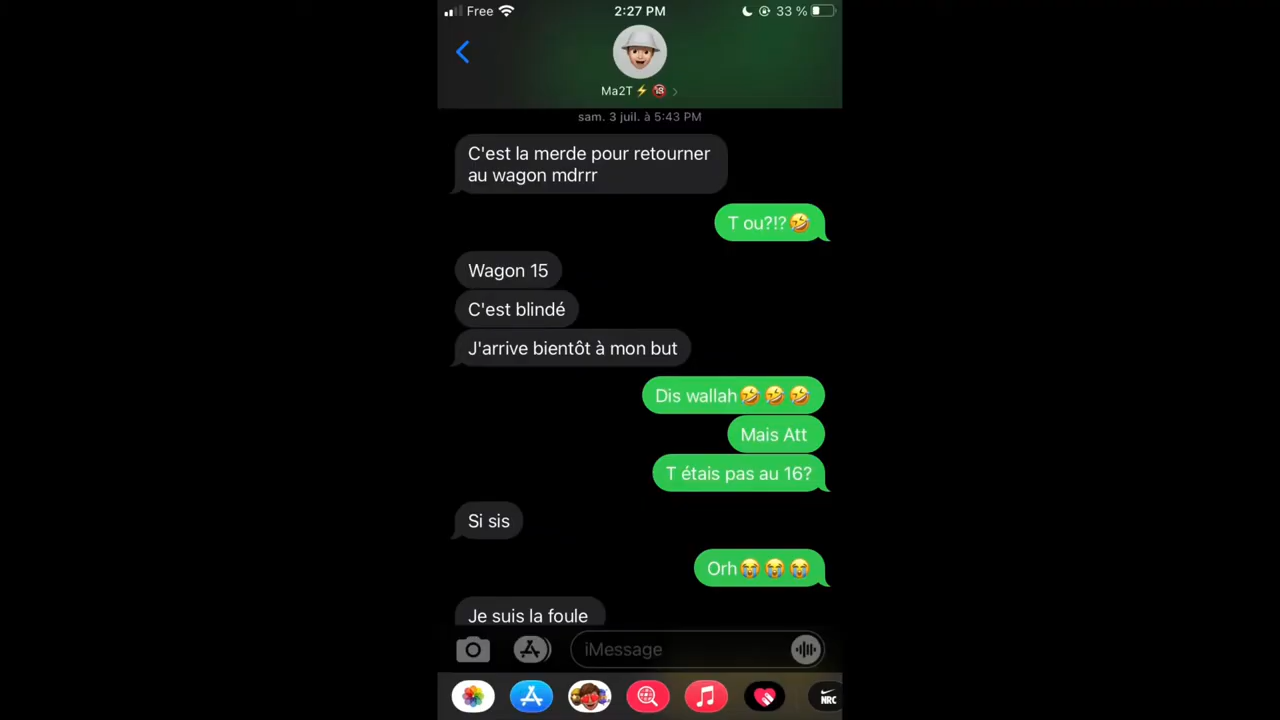 Free
2:27 PM
33 %
Ma2T⚡🔞
sam. 3 juil. à 5:43 PM
C'est la merde pour retourner
au wagon mdrrr
T ou?!?🤣
Wagon 15
C'est blindé
J'arrive bientôt à mon but
Dis wallah🤣🤣🤣
Mais Att
T étais pas au 16?
Si sis
Orh😭😭😭
Je suis la foule
iMessage
NRC